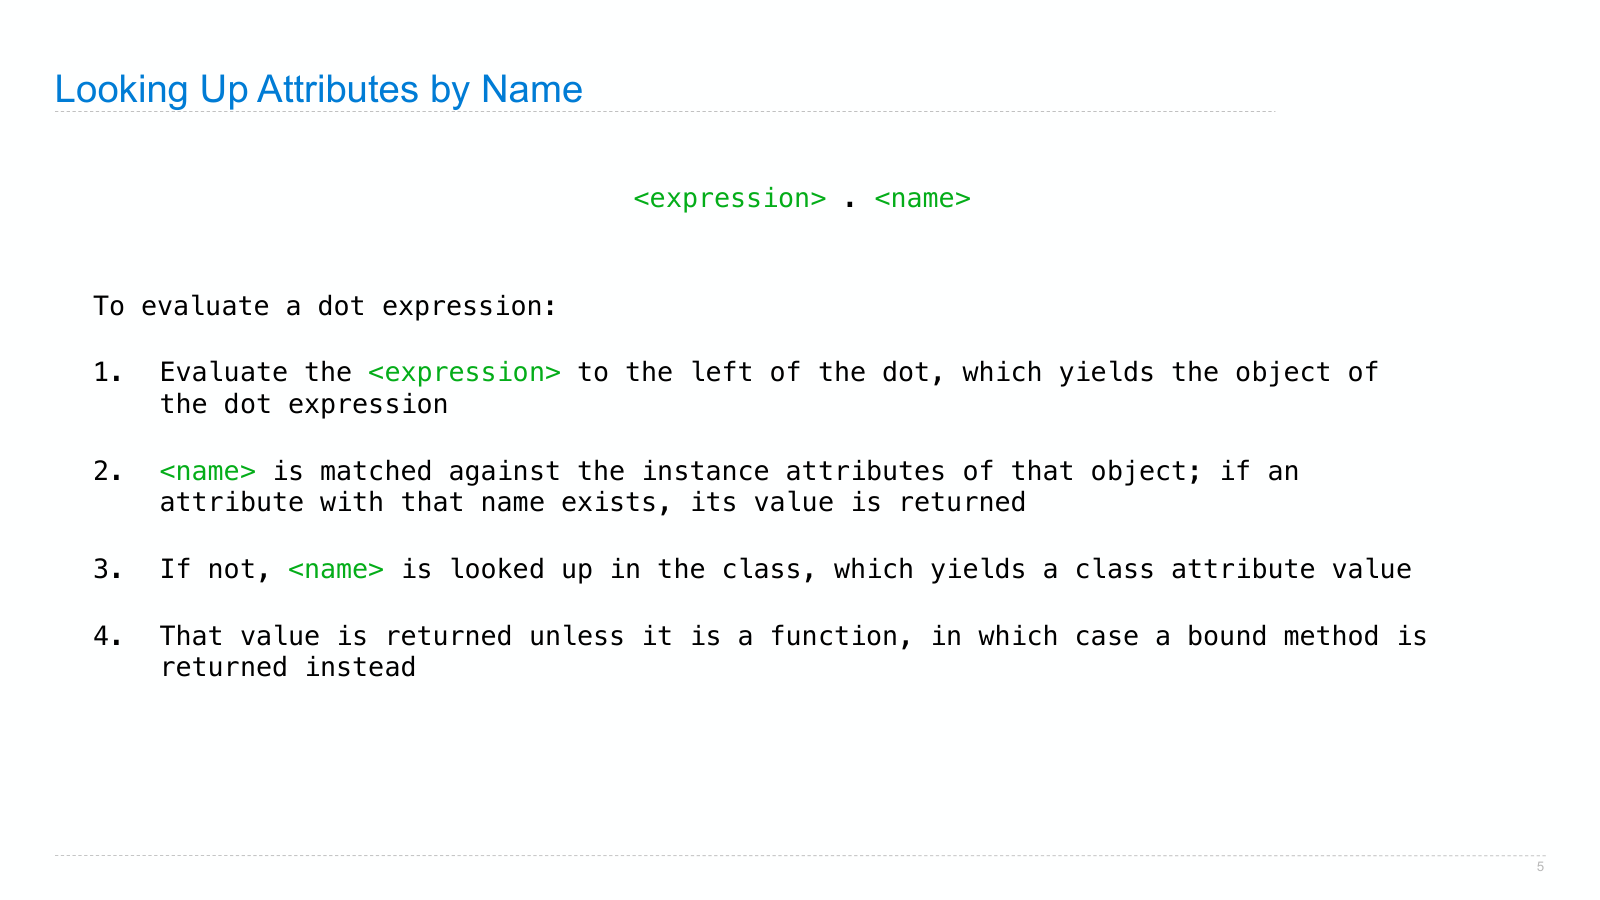 Looking Up Attributes by Name
<expression> . <name>
To evaluate a dot expression:
1. Evaluate the <expression> to the left of the dot, which yields the object of
the dot expression
2. <name> is matched against the instance attributes of that object; if an
attribute with that name exists, its value is returned
3. If not, <name> is looked up in the class, which yields a class attribute value
4. That value is returned unless it is a function, in which case a bound method is
returned instead
5